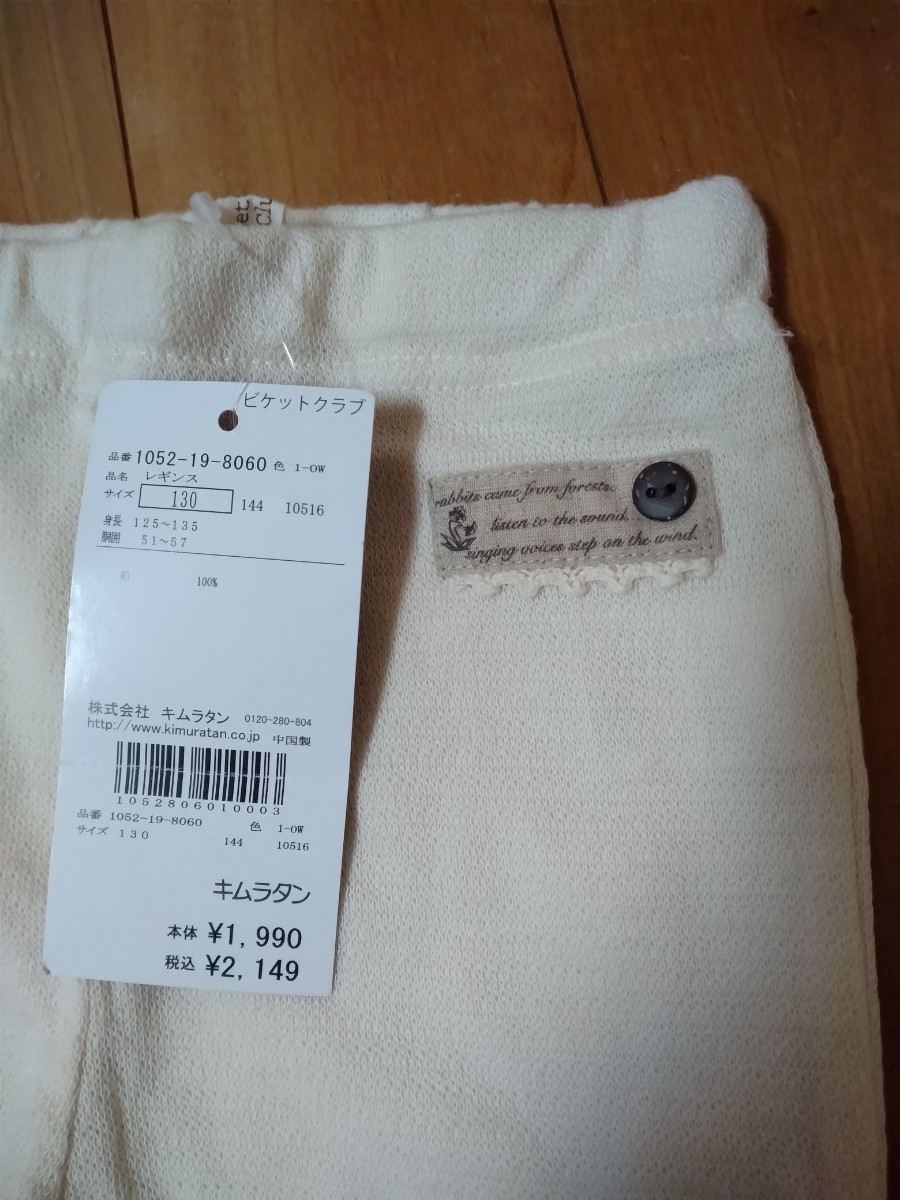 et
Clu
ビケットクラブ
品番 1052-19-8060 色 1-OW
品名 レギンス
サイズ 130 144 10516
身長 125~135
胴囲 51~57
綿 100%
株式会社 キムラタン 0120-280-804
http://www.kimuratan.co.jp 中国製
1052806010003
品番 1052-19-8060 色 1-OW
サイズ 130 144 10516
キムラタン
本体 ¥1,990
税込 ¥2,149
rabbits came from forests.
listen to the sound.
singing voices step on the wind.